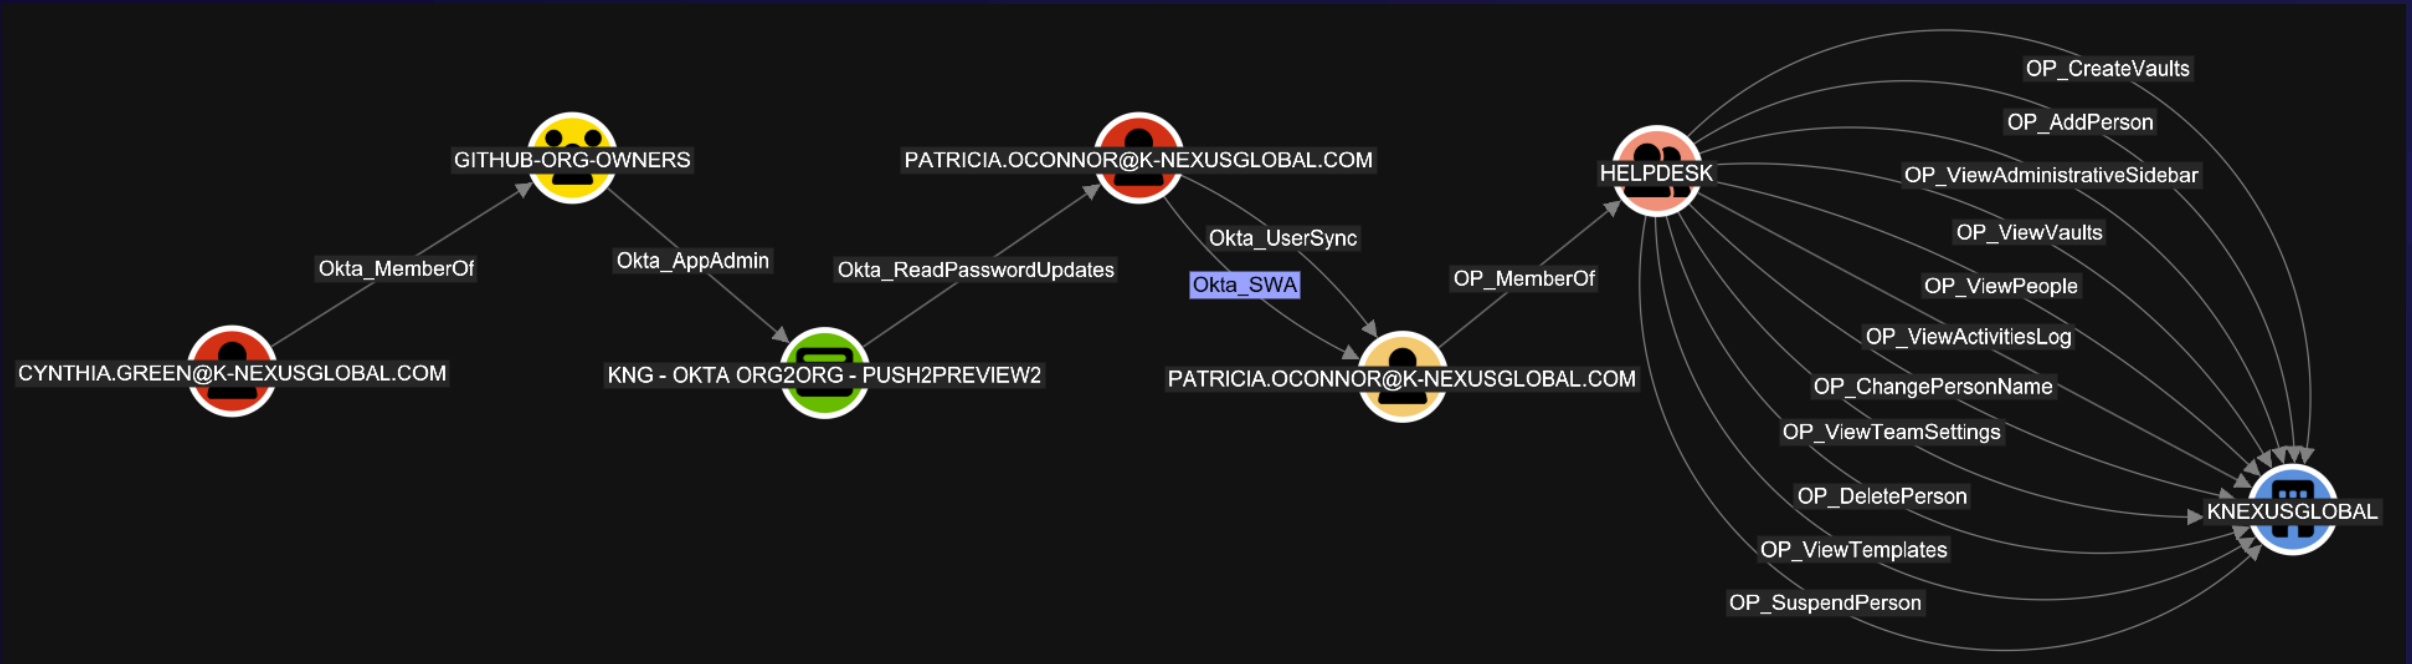 CYNTHIA.GREEN@K-NEXUSGLOBAL.COM
Okta_MemberOf
GITHUB-ORG-OWNERS
Okta_AppAdmin
KNG - OKTA ORG2ORG - PUSH2PREVIEW2
Okta_ReadPasswordUpdates
PATRICIA.OCONNOR@K-NEXUSGLOBAL.COM
Okta_UserSync
Okta_SWA
PATRICIA.OCONNOR@K-NEXUSGLOBAL.COM
OP_MemberOf
HELPDESK
OP_CreateVaults
OP_AddPerson
OP_ViewAdministrativeSidebar
OP_ViewVaults
OP_ViewPeople
OP_ViewActivitiesLog
OP_ChangePersonName
OP_ViewTeamSettings
OP_DeletePerson
OP_ViewTemplates
OP_SuspendPerson
KNEXUSGLOBAL